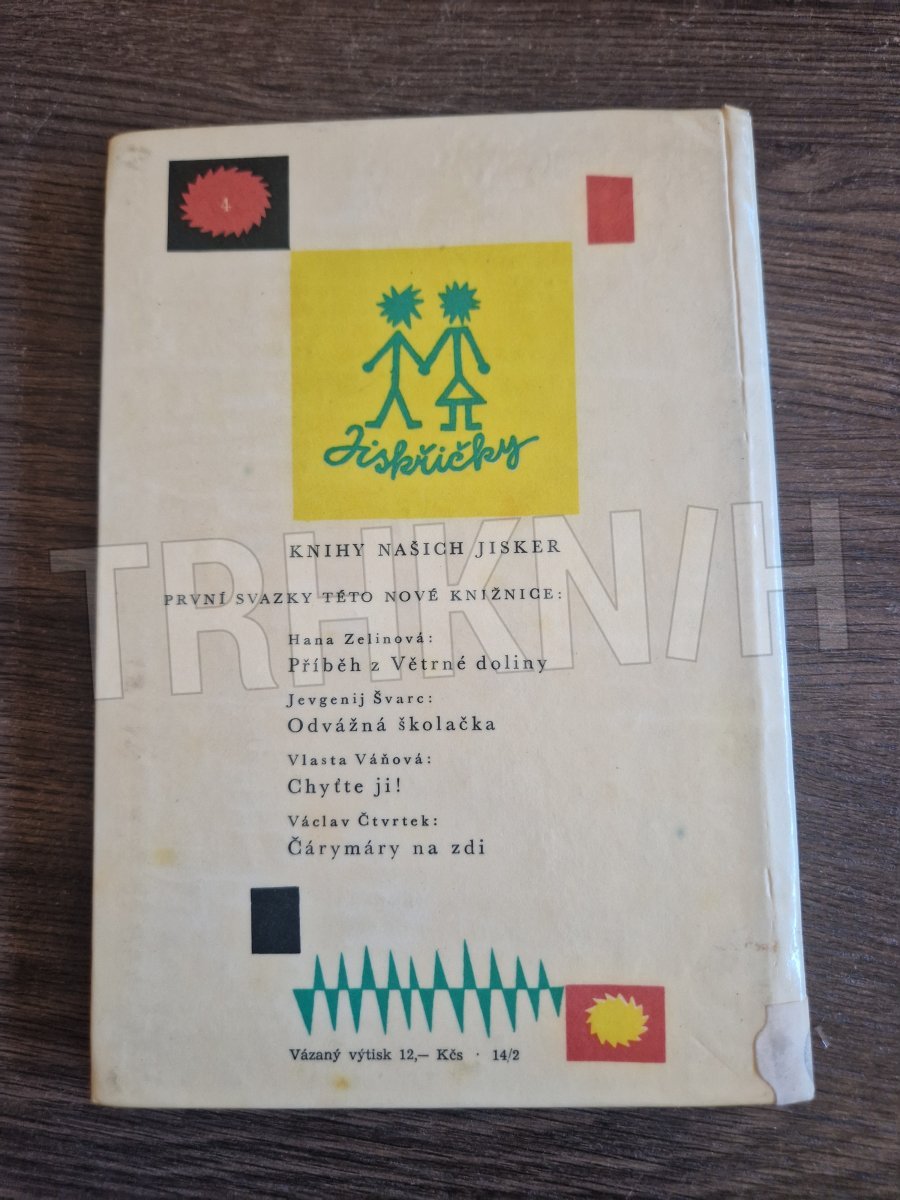 4
Jiskřičky
KNIHY NAŠICH JISKER
PRVNÍ SVAZKY TÉTO NOVÉ KNIŽNICE:
Hana Zelinová:
Příběh z Větrné doliny
Jevgenij Švarc:
Odvážná školačka
Vlasta Váňová:
Chyťte ji!
Václav Čtvrtek:
Čárymáry na zdi
Vázaný výtisk 12,— Kčs · 14/2
TRHKN/H